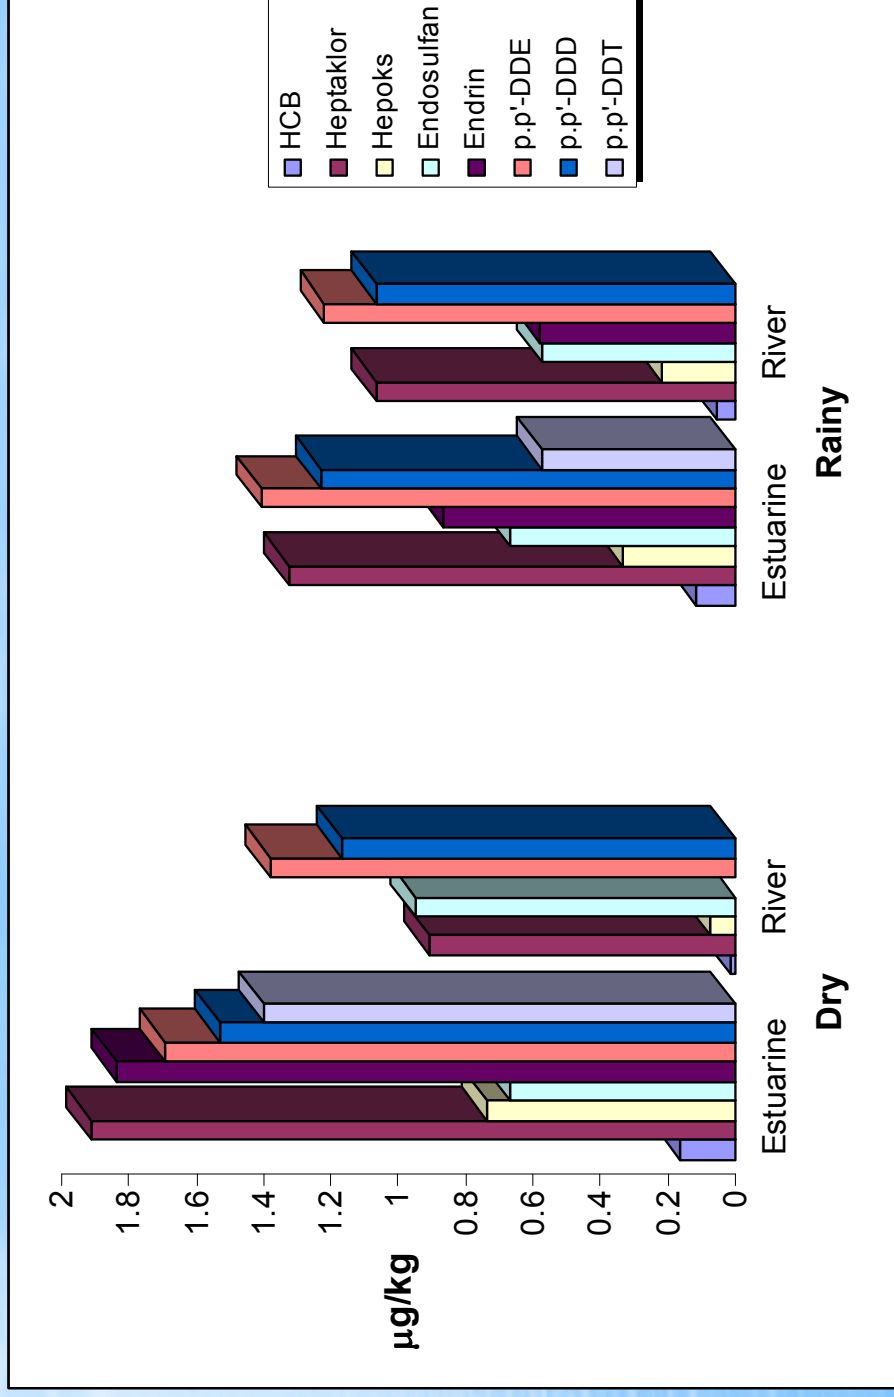 2
1.8
1.6
1.4
1.2
1
0.8
0.6
0.4
0.2
0
µg/kg
Estuarine River Estuarine River
Dry Rainy
HCB
Heptaklor
Hepoks
Endosulfan
Endrin
p.p'-DDE
p.p'-DDD
p.p'-DDT